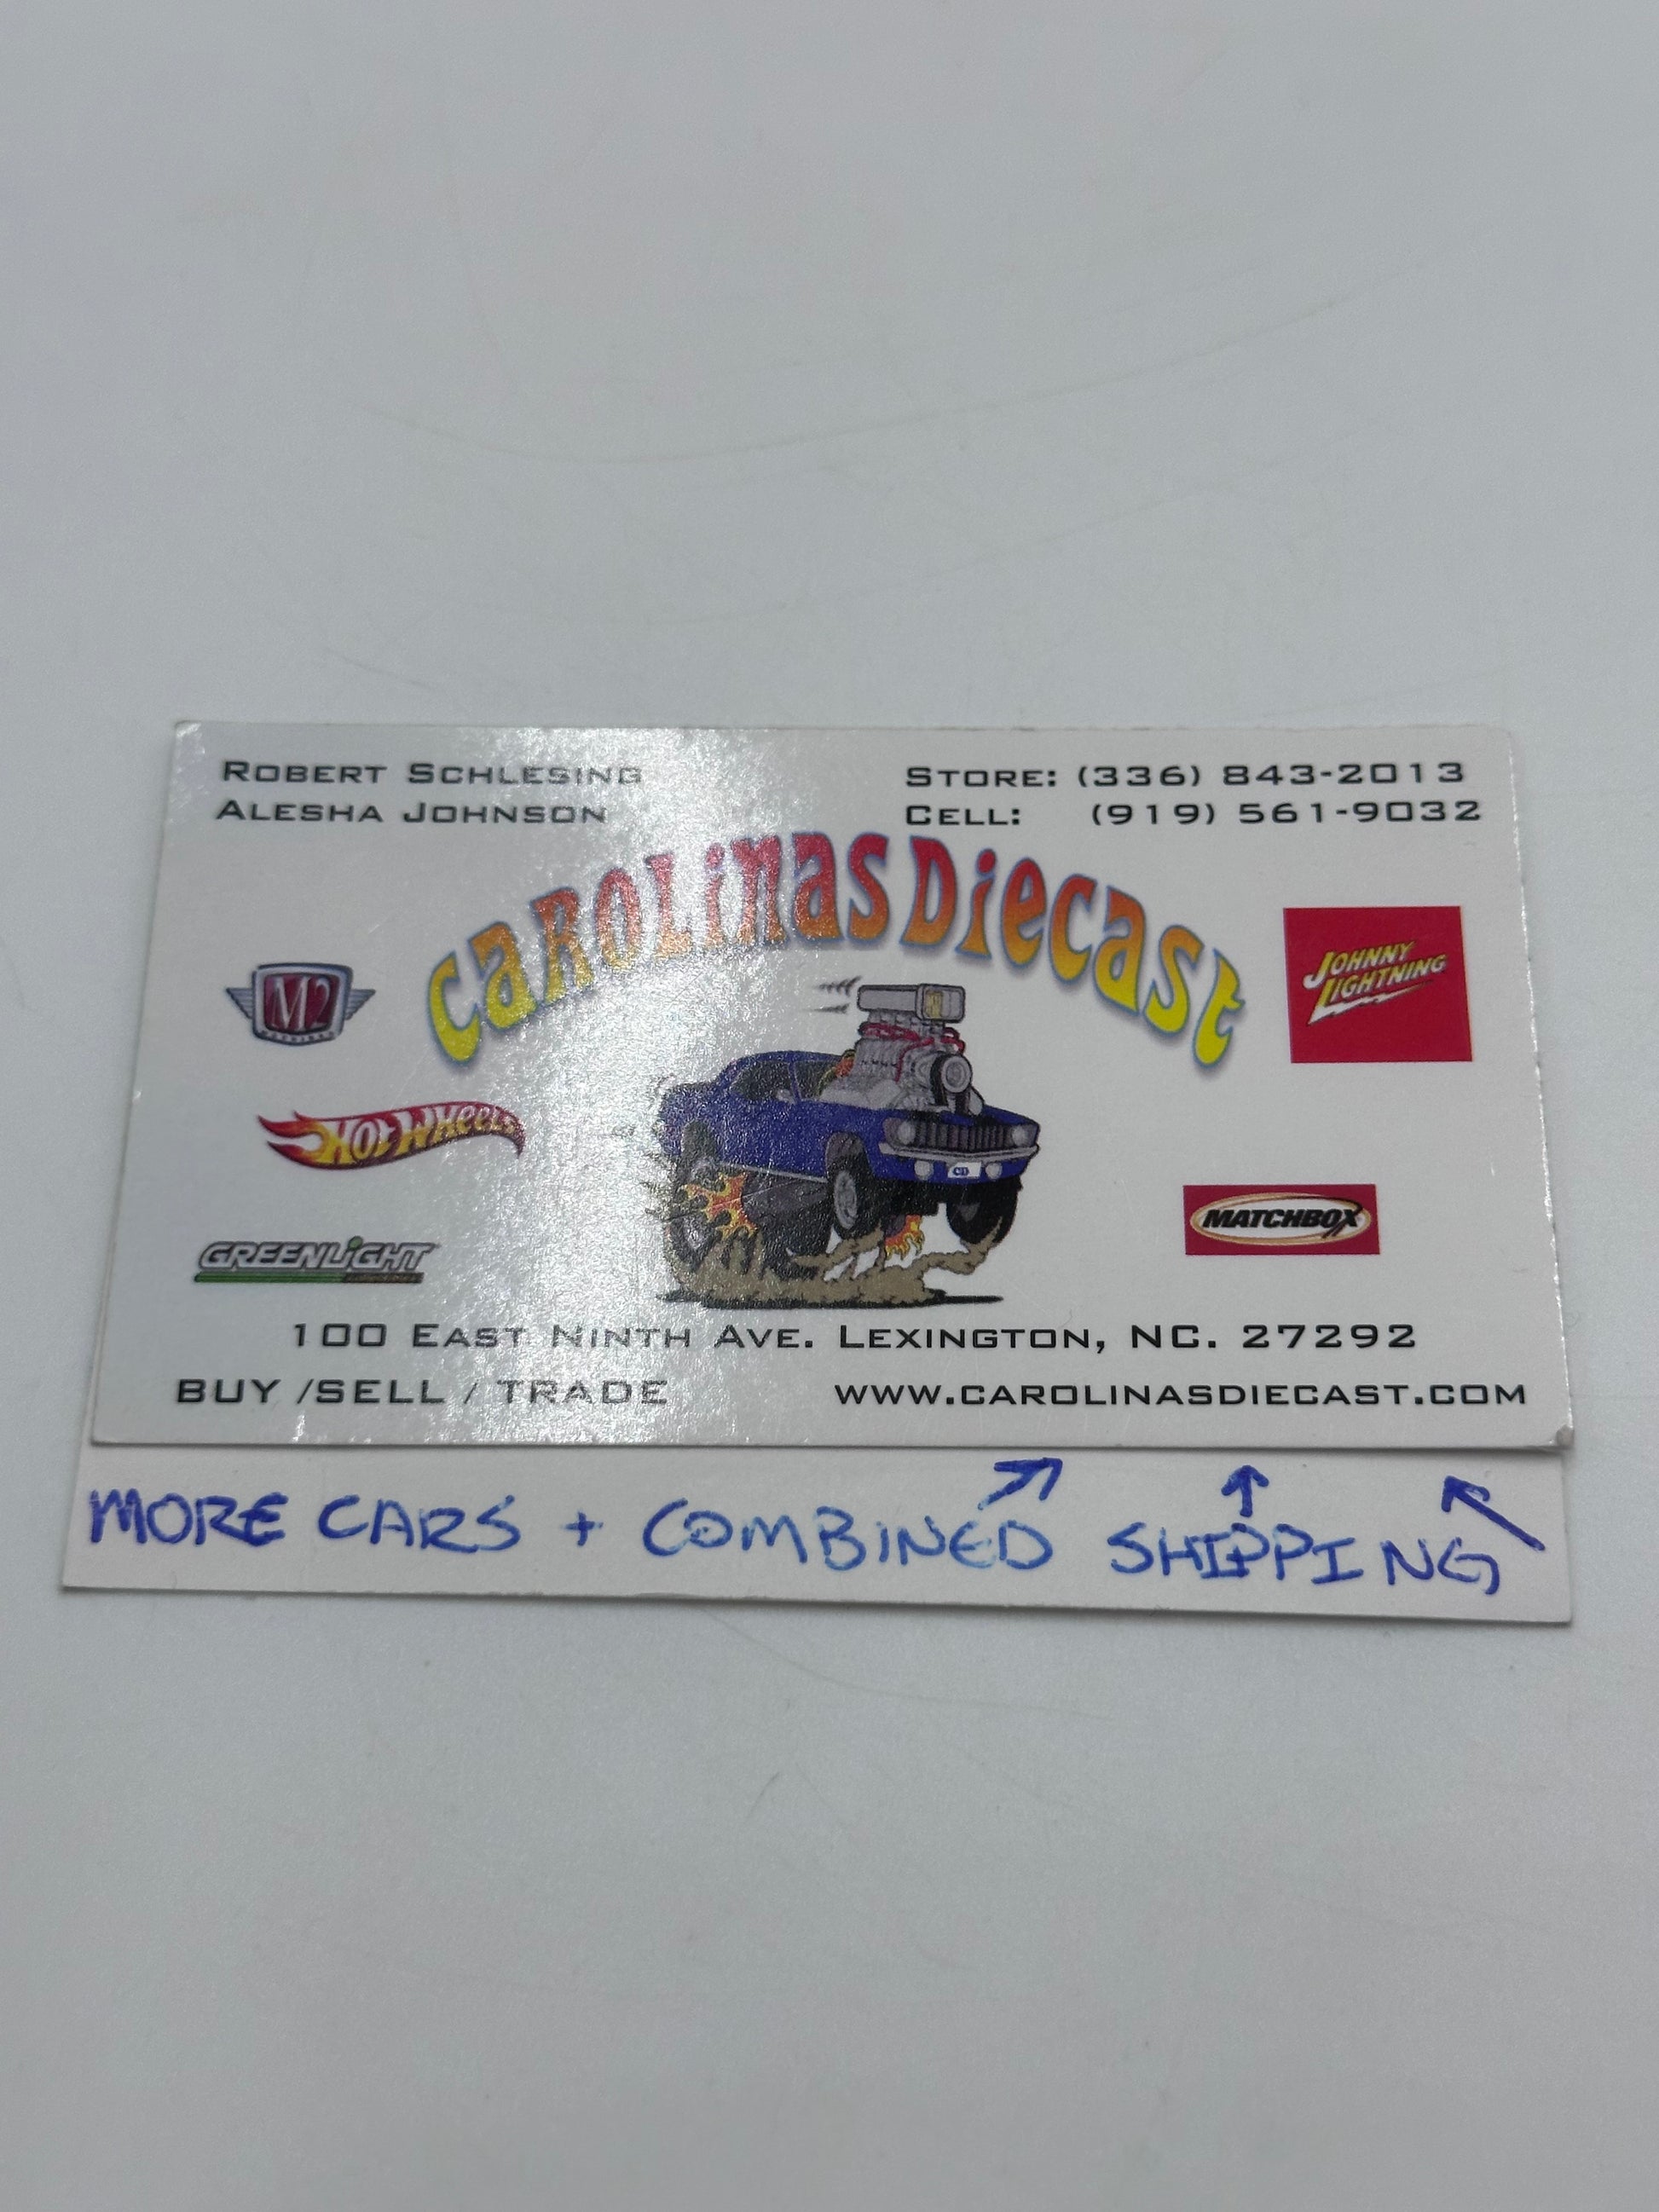 ROBERT SCHLESING
ALESHA JOHNSON
STORE: (336) 843-2013
CELL: (919) 561-9032
CAROLINAS DIECAST
M2
JOHNNY LIGHTNING
HOT WHEELS
MATCHBOX
GREENLIGHT
CD
100 EAST NINTH AVE. LEXINGTON, NC. 27292
BUY /SELL / TRADE
WWW.CAROLINASDIECAST.COM
MORE CARS + COMBINED SHIPPING